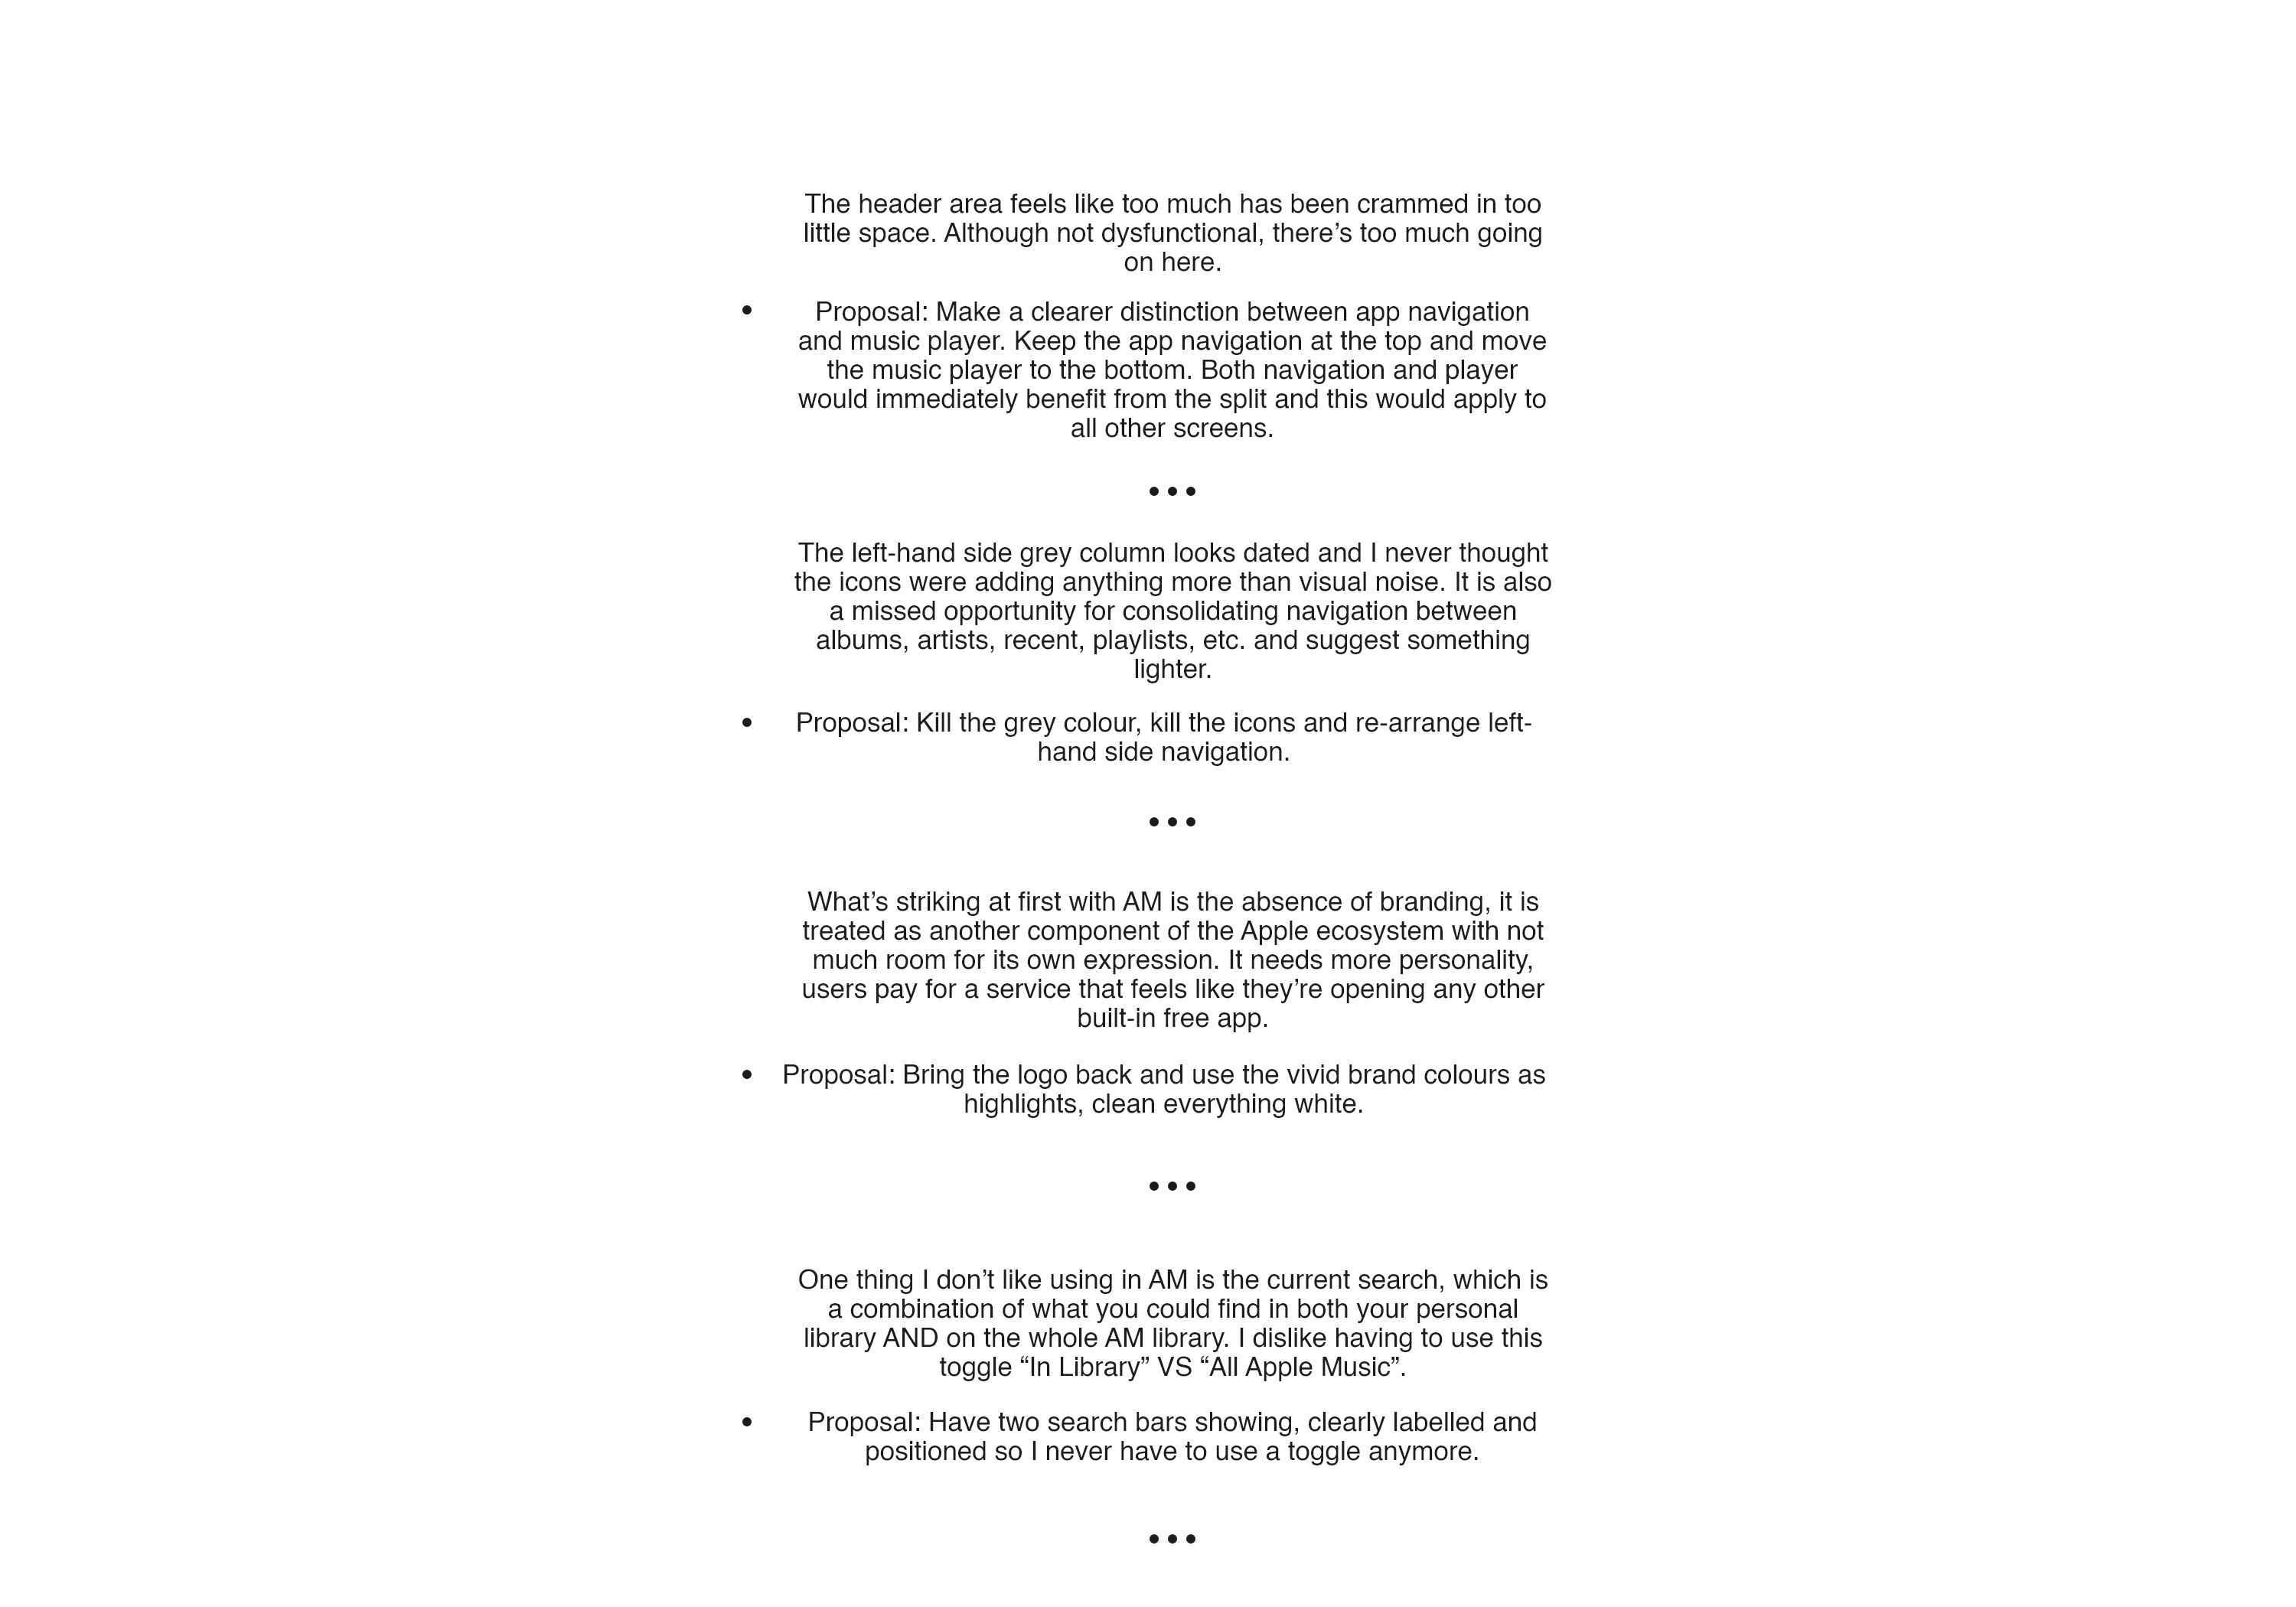 The header area feels like too much has been crammed in too
little space. Although not dysfunctional, there’s too much going
on here.
• Proposal: Make a clearer distinction between app navigation
and music player. Keep the app navigation at the top and move
the music player to the bottom. Both navigation and player
would immediately benefit from the split and this would apply to
all other screens.
•••
The left-hand side grey column looks dated and I never thought
the icons were adding anything more than visual noise. It is also
a missed opportunity for consolidating navigation between
albums, artists, recent, playlists, etc. and suggest something
lighter.
• Proposal: Kill the grey colour, kill the icons and re-arrange left-
hand side navigation.
•••
What’s striking at first with AM is the absence of branding, it is
treated as another component of the Apple ecosystem with not
much room for its own expression. It needs more personality,
users pay for a service that feels like they’re opening any other
built-in free app.
• Proposal: Bring the logo back and use the vivid brand colours as
highlights, clean everything white.
•••
One thing I don’t like using in AM is the current search, which is
a combination of what you could find in both your personal
library AND on the whole AM library. I dislike having to use this
toggle “In Library” VS “All Apple Music”.
• Proposal: Have two search bars showing, clearly labelled and
positioned so I never have to use a toggle anymore.
•••